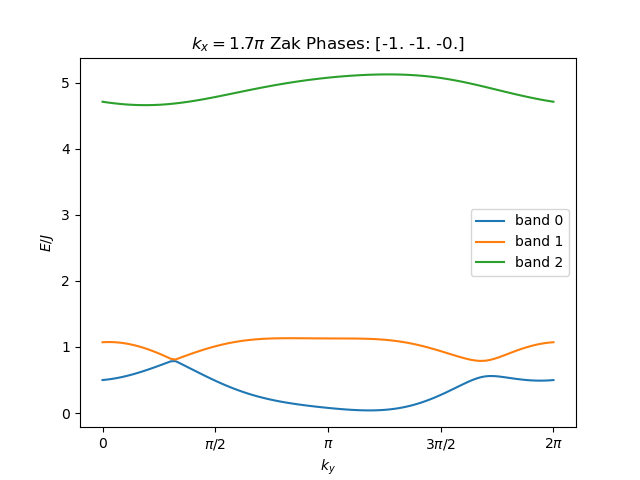 $k_x = 1.7\pi$ Zak Phases: [-1. -1. -0.]
5
4
3
2
1
0
E/J
band 0
band 1
band 2
0
π/2
π
3π/2
2π
$k_y$